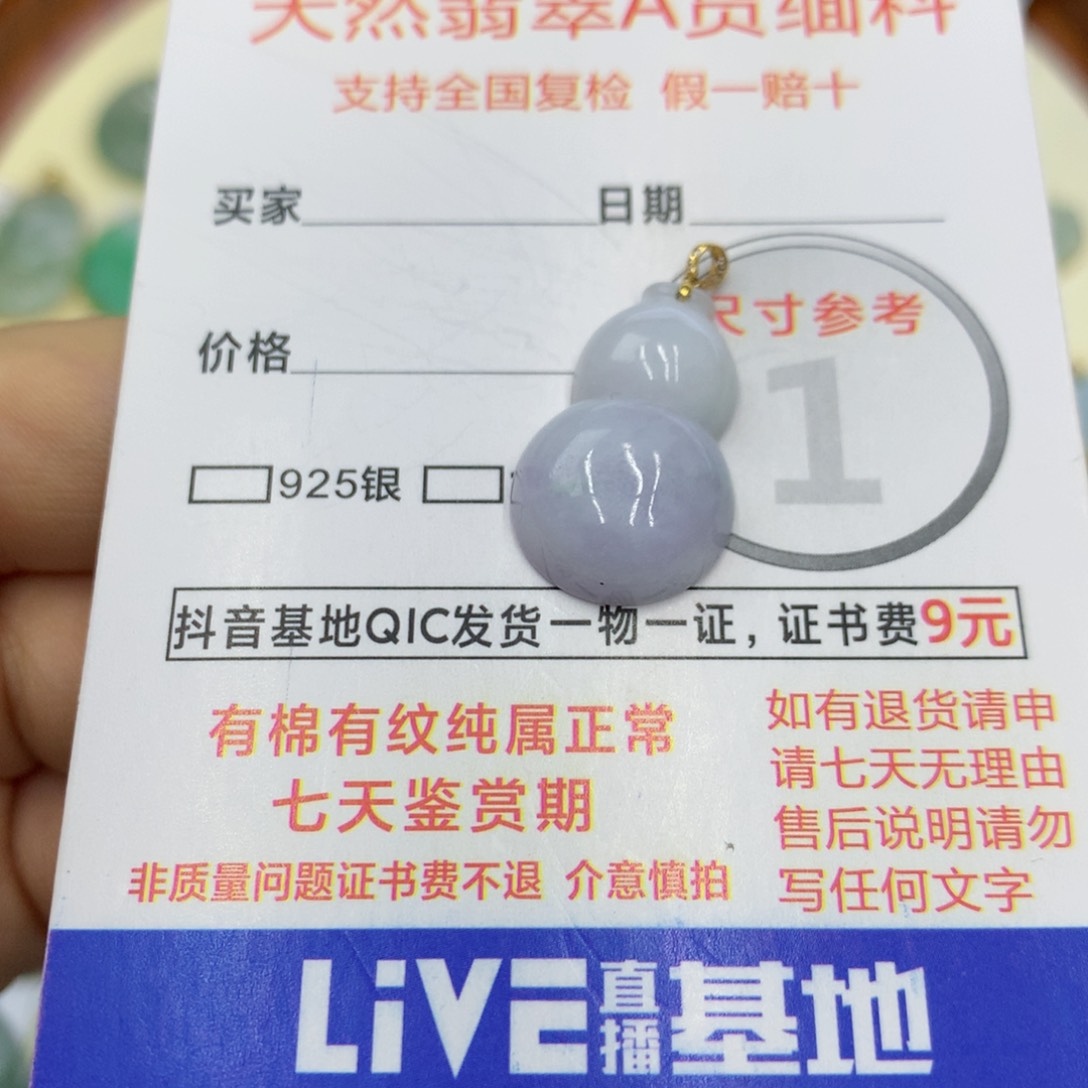 天然翡翠A货缅料
支持全国复检 假一赔十
买家 日期
尺寸参考
1
价格
925银
抖音基地QIC发货一物一证，证书费9元
有棉有纹纯属正常
七天鉴赏期
非质量问题证书费不退 介意慎拍
如有退货请申
请七天无理由
售后说明请勿
写任何文字
LiVE直播基地